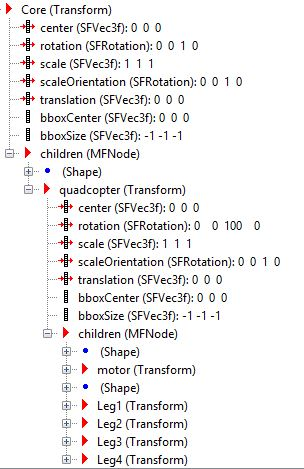 Core (Transform)
center (SFVec3f): 0 0 0
rotation (SFRotation): 0 0 1 0
scale (SFVec3f): 1 1 1
scaleOrientation (SFRotation): 0 0 1 0
translation (SFVec3f): 0 0 0
bboxCenter (SFVec3f): 0 0 0
bboxSize (SFVec3f): -1 -1 -1
children (MFNode)
(Shape)
quadcopter (Transform)
center (SFVec3f): 0 0 0
rotation (SFRotation): 0 0 100 0
scale (SFVec3f): 1 1 1
scaleOrientation (SFRotation): 0 0 1 0
translation (SFVec3f): 0 0 0
bboxCenter (SFVec3f): 0 0 0
bboxSize (SFVec3f): -1 -1 -1
children (MFNode)
(Shape)
motor (Transform)
(Shape)
Leg1 (Transform)
Leg2 (Transform)
Leg3 (Transform)
Leg4 (Transform)